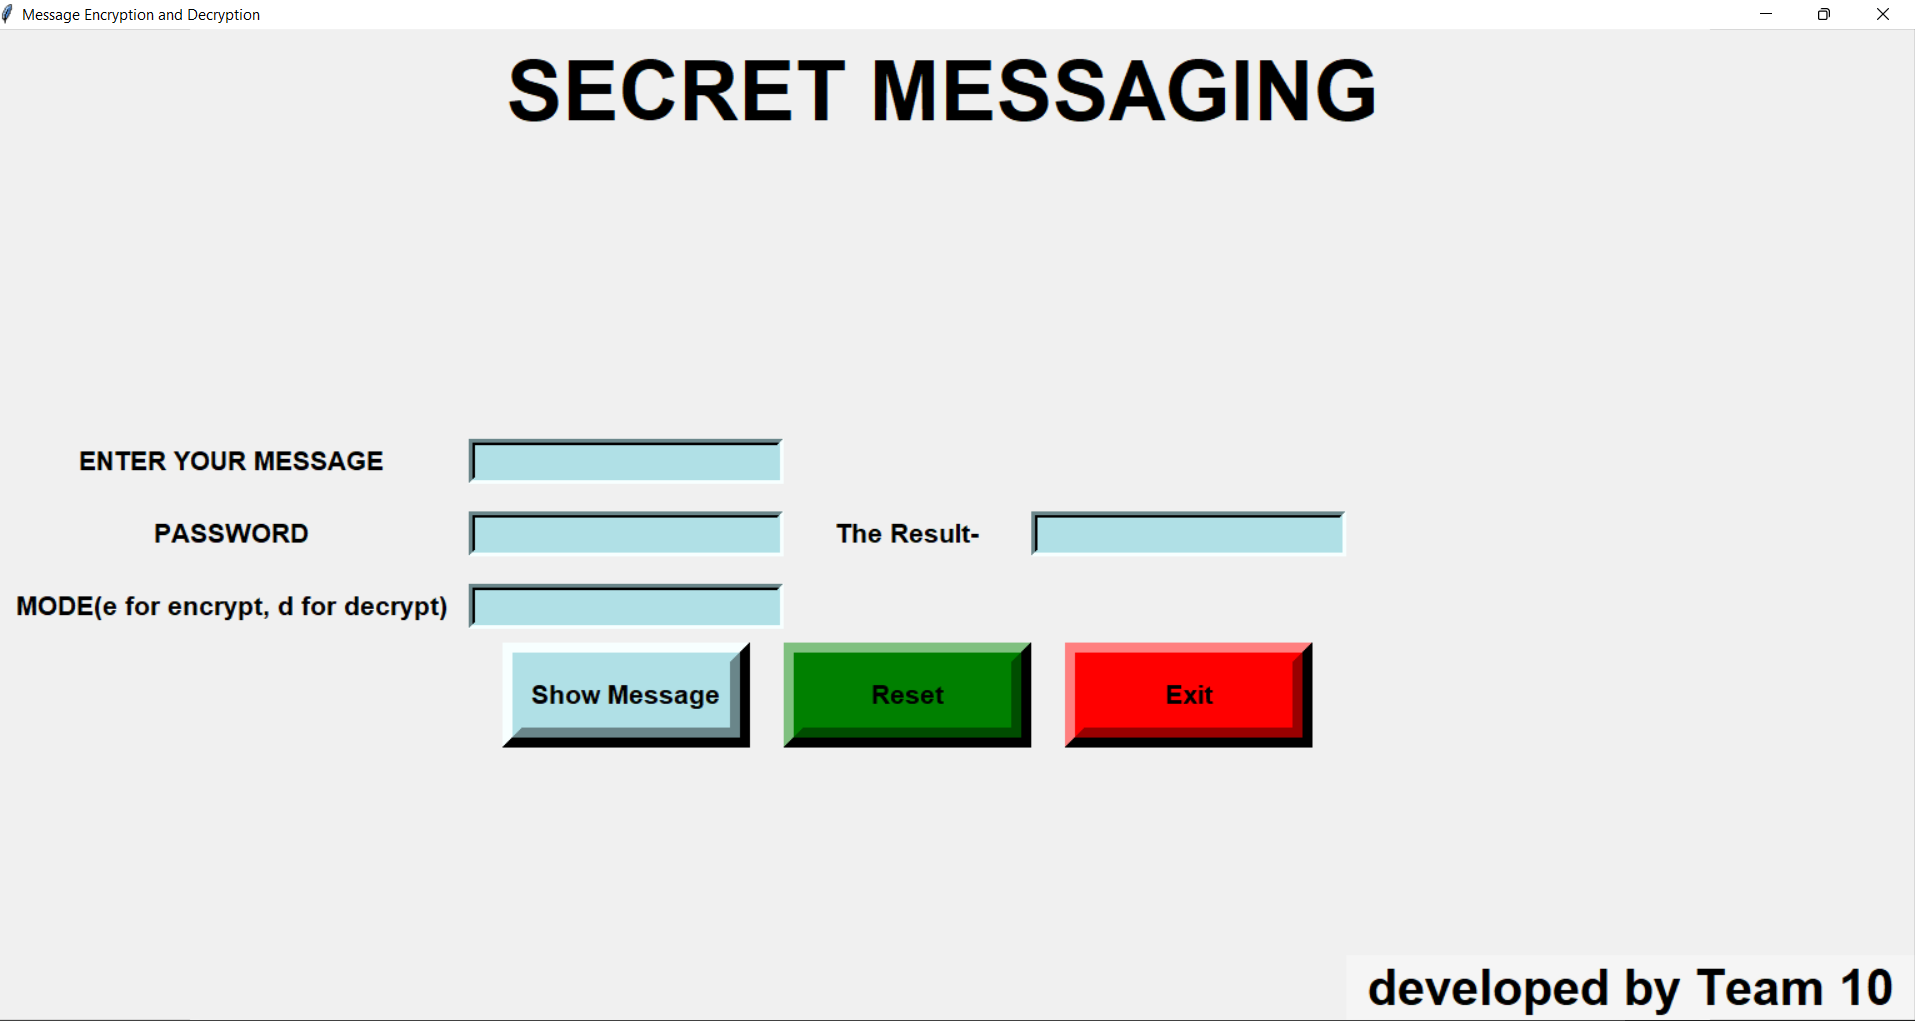 Message Encryption and Decryption
SECRET MESSAGING
ENTER YOUR MESSAGE
PASSWORD
The Result-
MODE(e for encrypt, d for decrypt)
Show Message
Reset
Exit
developed by Team 10